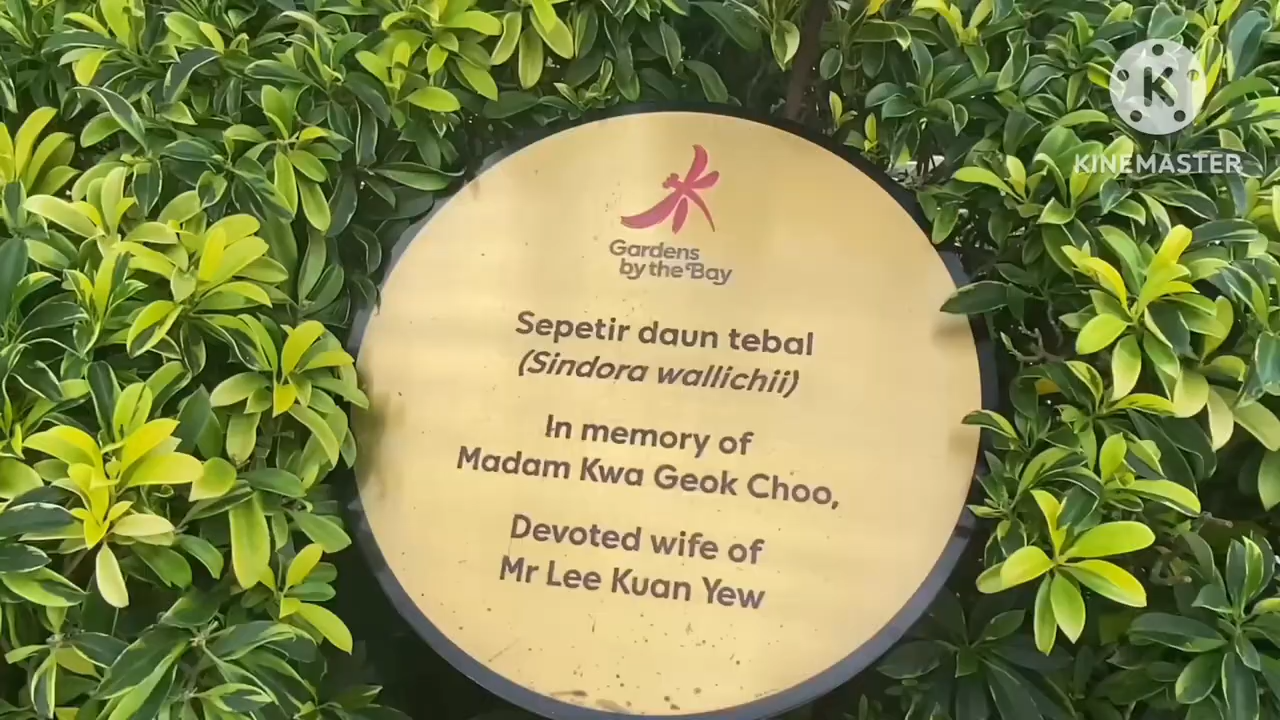 KINEMASTER
Gardens
by the Bay
Sepetir daun tebal
(Sindora wallichii)
In memory of
Madam Kwa Geok Choo,
Devoted wife of
Mr Lee Kuan Yew